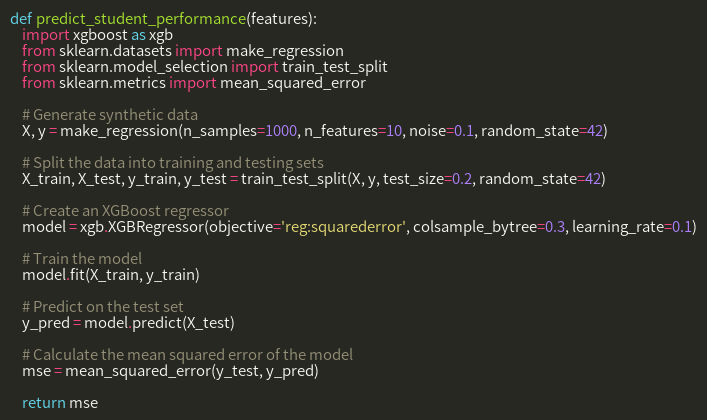 def predict_student_performance(features):
    import xgboost as xgb
    from sklearn.datasets import make_regression
    from sklearn.model_selection import train_test_split
    from sklearn.metrics import mean_squared_error

    # Generate synthetic data
    X, y = make_regression(n_samples=1000, n_features=10, noise=0.1, random_state=42)

    # Split the data into training and testing sets
    X_train, X_test, y_train, y_test = train_test_split(X, y, test_size=0.2, random_state=42)

    # Create an XGBoost regressor
    model = xgb.XGBRegressor(objective='reg:squarederror', colsample_bytree=0.3, learning_rate=0.1)

    # Train the model
    model.fit(X_train, y_train)

    # Predict on the test set
    y_pred = model.predict(X_test)

    # Calculate the mean squared error of the model
    mse = mean_squared_error(y_test, y_pred)

    return mse